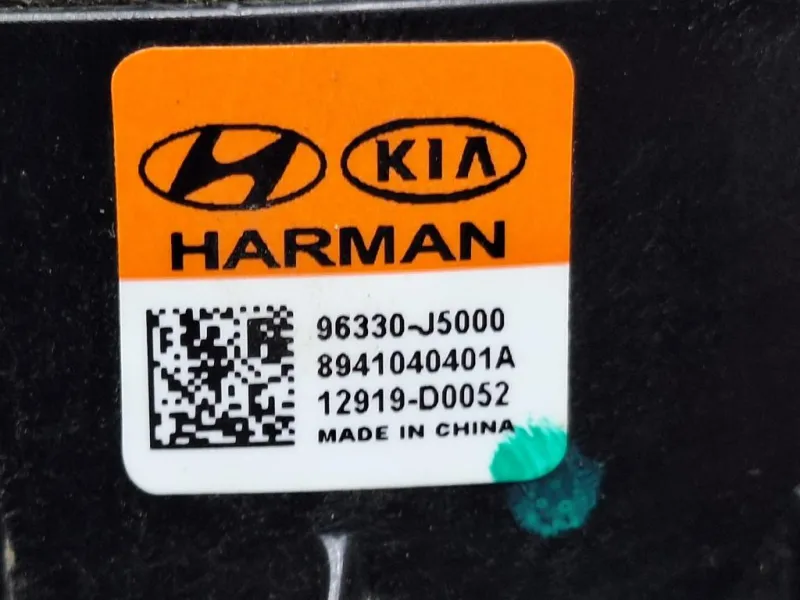 KIA
HARMAN
96330-J5000
8941040401A
12919-D0052
MADE IN CHINA